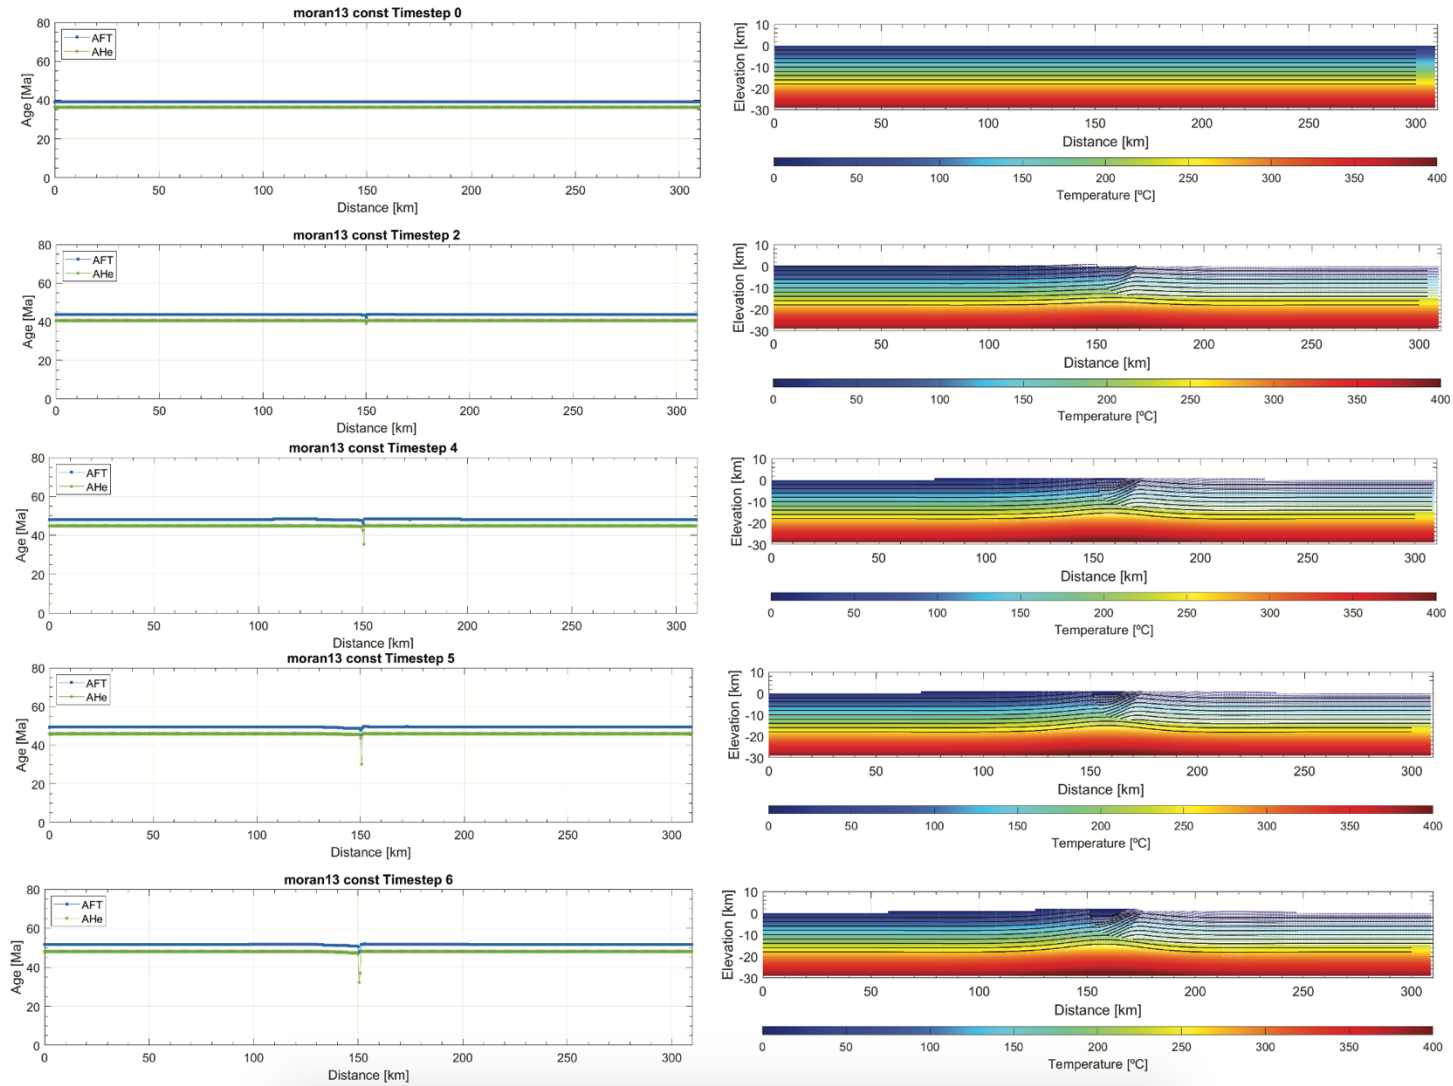 moran13 const Timestep 0
AFT
AHe
Age [Ma]
80
60
40
20
0
0 50 100 150 200 250 300
Distance [km]
Elevation [km]
10
0
-10
-20
-30
0 50 100 150 200 250 300
Distance [km]
0 50 100 150 200 250 300 350 400
Temperature [ºC]
moran13 const Timestep 2
AFT
AHe
Age [Ma]
80
60
40
20
0
0 50 100 150 200 250 300
Distance [km]
Elevation [km]
10
0
-10
-20
-30
0 50 100 150 200 250 300
Distance [km]
0 50 100 150 200 250 300 350 400
Temperature [ºC]
moran13 const Timestep 4
AFT
AHe
Age [Ma]
80
60
40
20
0
0 50 100 150 200 250 300
Distance [km]
Elevation [km]
10
0
-10
-20
-30
0 50 100 150 200 250 300
Distance [km]
0 50 100 150 200 250 300 350 400
Temperature [ºC]
moran13 const Timestep 5
AFT
AHe
Age [Ma]
80
60
40
20
0
0 50 100 150 200 250 300
Distance [km]
Elevation [km]
10
0
-10
-20
-30
0 50 100 150 200 250 300
Distance [km]
0 50 100 150 200 250 300 350 400
Temperature [ºC]
moran13 const Timestep 6
AFT
AHe
Age [Ma]
80
60
40
20
0
0 50 100 150 200 250 300
Distance [km]
Elevation [km]
10
0
-10
-20
-30
0 50 100 150 200 250 300
Distance [km]
0 50 100 150 200 250 300 350 400
Temperature [ºC]